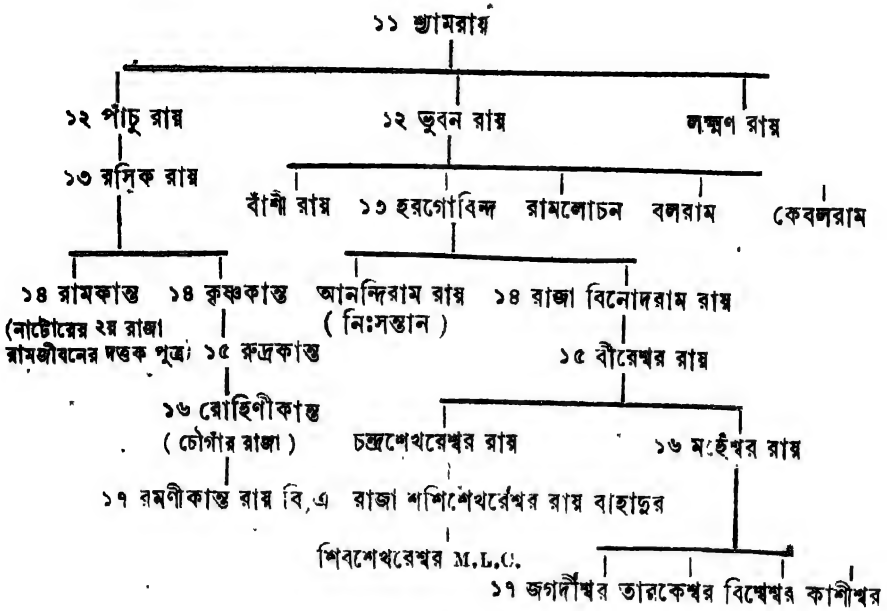 ১১ শ্যামরায়
১২ পাঁচু রায় ১২ ভুবন রায় লক্ষ্মণ রায়
১৩ রসিক রায়
বাঁশী রায় ১৩ হরগোবিন্দ রামলোচন বলরাম কেবলরাম
১৪ রামকান্ত ১৪ কৃষ্ণকান্ত আনন্দিরাম রায় ১৪ রাজা বিনোদরাম রায়
(নাটোরের ২য় রাজা ( নিঃসন্তান )
রামজীবনের দত্তক পুত্র) ১৫ রুদ্রকান্ত ১৫ বীরেশ্বর রায়
১৬ রোহিণীকান্ত
( চৌগাঁর রাজা ) চন্দ্রশেখরেশ্বর রায় ১৬ মহেশ্বর রায়
১৭ রমণীকান্ত রায় বি,এ রাজা শশিশেখরেশ্বর রায় বাহাদুর
শিবশেখরেশ্বর M.L.C.
১৭ জগদীশ্বর তারকেশ্বর বিশ্বেশ্বর কাশীশ্বর